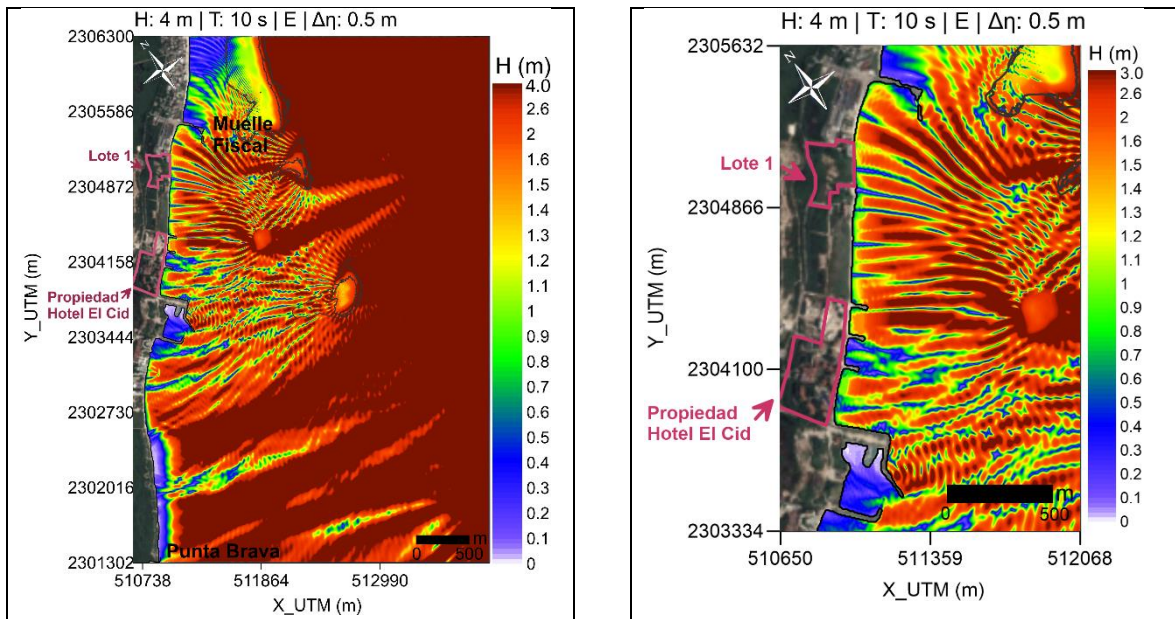 H: 4 m | T: 10 s | E | Δη: 0.5 m
2306300
2305586
2304872
2304158
2303444
2302730
2302016
2301302
Y_UTM (m)
N
Muelle
Fiscal
Lote 1
Propiedad
Hotel El Cid
Punta Brava
0 500 m
510738 511864 512990
X_UTM (m)
H (m)
4.0
2.6
2.2
1.8
1.6
1.4
1.2
1.1
1
0.9
0.8
0.7
0.6
0.5
0.4
0.3
0.2
0.1
0
H: 4 m | T: 10 s | E | Δη: 0.5 m
2305632
2304866
2304100
2303334
Y_UTM (m)
N
Lote 1
Propiedad
Hotel El Cid
0 500 m
510650 511359 512068
X_UTM (m)
H (m)
3.0
2.6
2.2
1.8
1.6
1.4
1.2
1.1
1
0.9
0.8
0.7
0.6
0.5
0.4
0.3
0.2
0.1
0